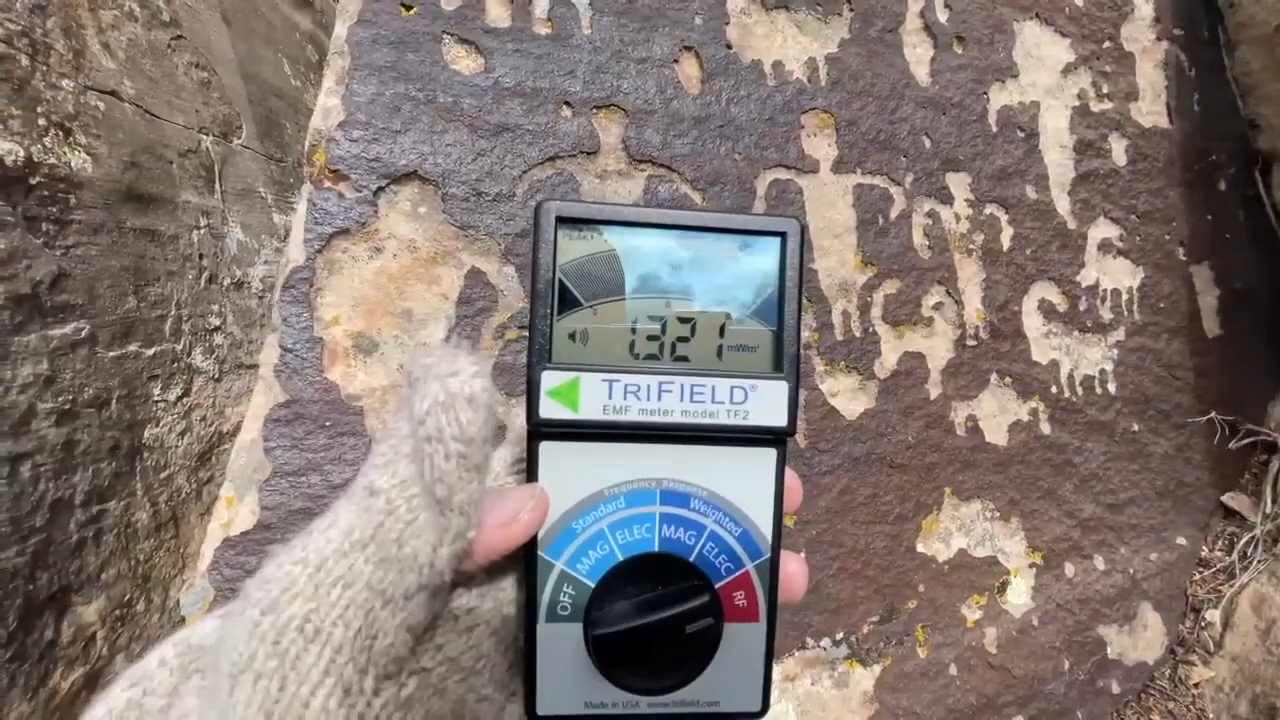 PEAK
1.321 mW/m²
TRIFIELD®
EMF meter model TF2
Frequency Response
Standard Weighted
OFF MAG ELEC MAG ELEC RF
Made in USA www.trifield.com